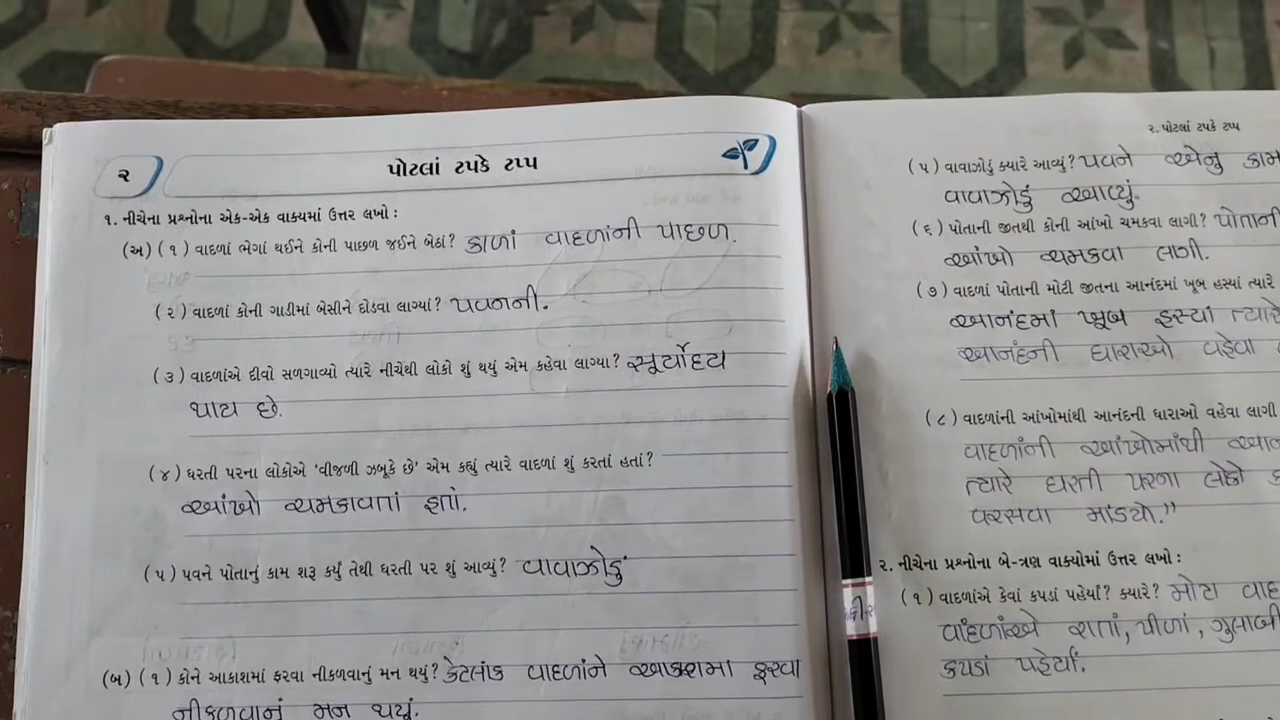 ૨
પોટલાં ટપકે ટપ્પ
૧. નીચેના પ્રશ્નોના એક-એક વાક્યમાં ઉત્તર લખો :
(અ) (૧) વાદળાં ભેગાં થઈને કોની પાછળ જઈને બેઠાં? કાળાં વાદળાંની પાછળ.
(૨) વાદળાં કોની ગાડીમાં બેસીને દોડવા લાગ્યાં? પવનની.
(૩) વાદળાંએ દીવો સળગાવ્યો ત્યારે નીચેથી લોકો શું થયું એમ કહેવા લાગ્યા? સૂર્યોદય
થાય છે.
(૪) ધરતી પરના લોકોએ ‘વીજળી ઝબૂકે છે’ એમ કહ્યું ત્યારે વાદળાં શું કરતાં હતાં?
આંખો ચમકાવતાં હતાં.
(૫) પવને પોતાનું કામ શરૂ કર્યું તેથી ધરતી પર શું આવ્યું? વાવાઝોડું
(બ) (૧) કોને આકાશમાં ફરવા નીકળવાનું મન થયું? કેટલાંક વાદળાંને આકાશમા ફરવા
નીકળવાનું મન થયું.
૨. પોટલાં ટપકે ટપ્પ
(૫) વાવાઝોડું ક્યારે આવ્યું? પવને એનુ કામ
વાવાઝોડું આવ્યું.
(૬) પોતાની જીતથી કોની આંખો ચમકવા લાગી? પોતાની
આંખો ચમકવા લાગી.
(૭) વાદળાં પોતાની મોટી જીતના આનંદમાં ખૂબ હસ્યાં ત્યારે
આનંદમાં ખૂબ હસ્યાં ત્યારે
આનંદની ધારાઓ વહેવા
(૮) વાદળાંની આંખોમાંથી આનંદની ધારાઓ વહેવા લાગી
વાદળાંની આંખોમાંથી
ત્યારે ધરતી પરના લોકો
વરસવા માંડ્યો.”
૨. નીચેના પ્રશ્નોના બે-ત્રણ વાક્યોમાં ઉત્તર લખો :
(૧) વાદળાંએ કેવાં કપડાં પહેર્યાં? ક્યારે? મોટા
વાંદળાંએ રાતાં, પીળાં, ગુલાબી
કપડાં પહેર્યાં.